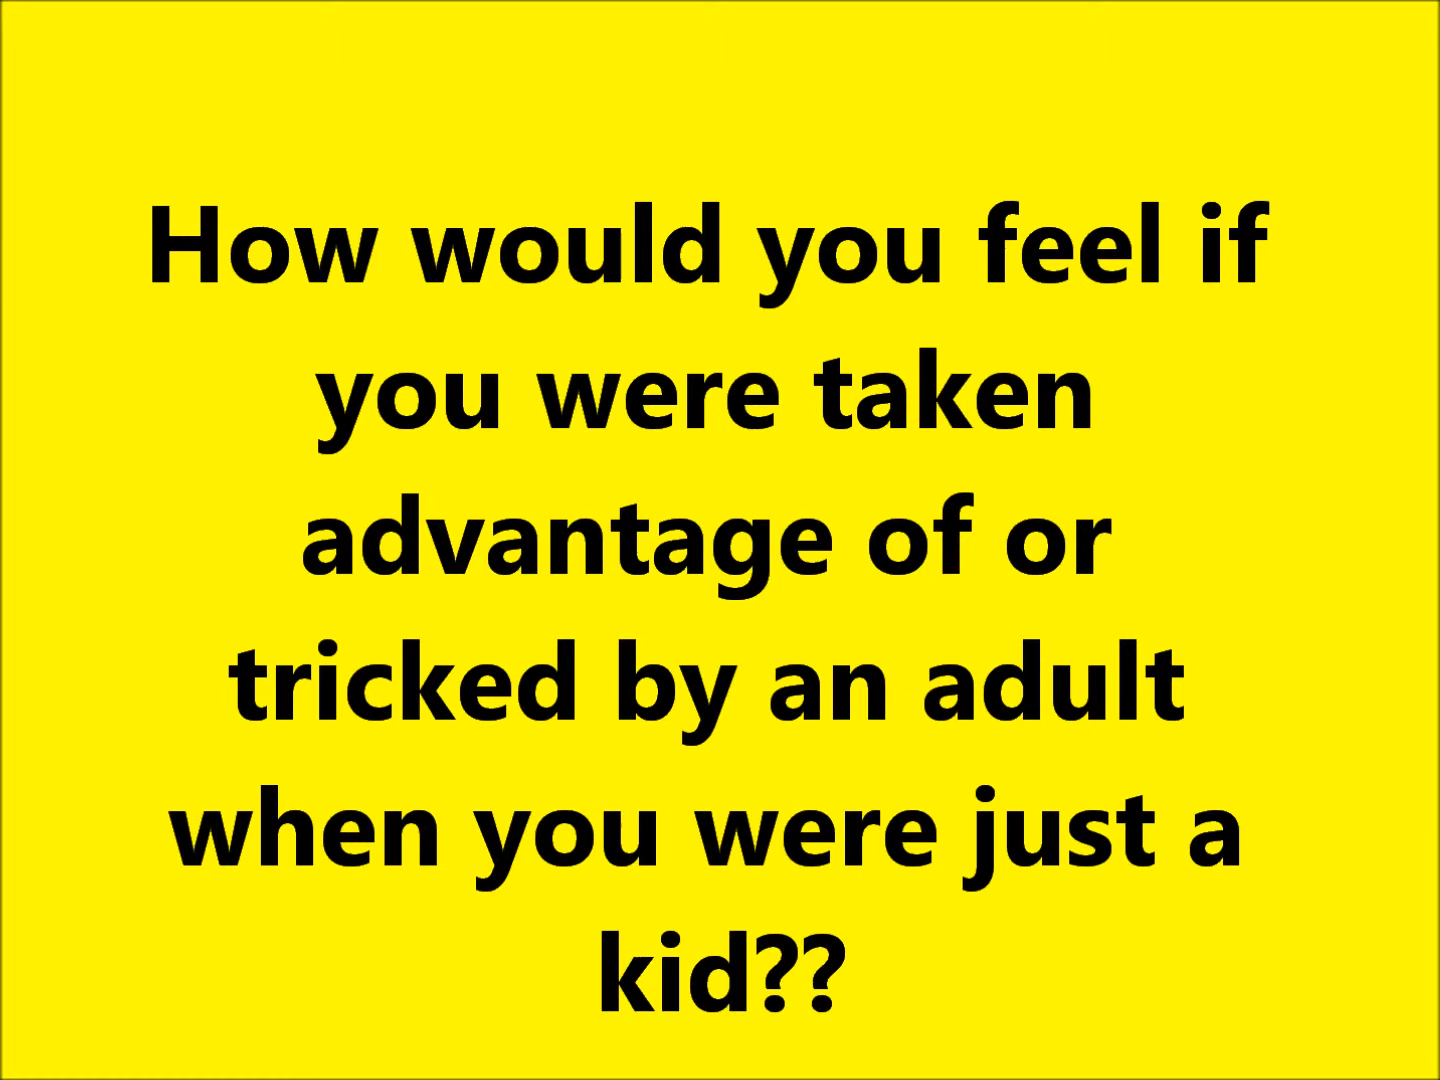 How would you feel if
you were taken
advantage of or
tricked by an adult
when you were just a
kid??